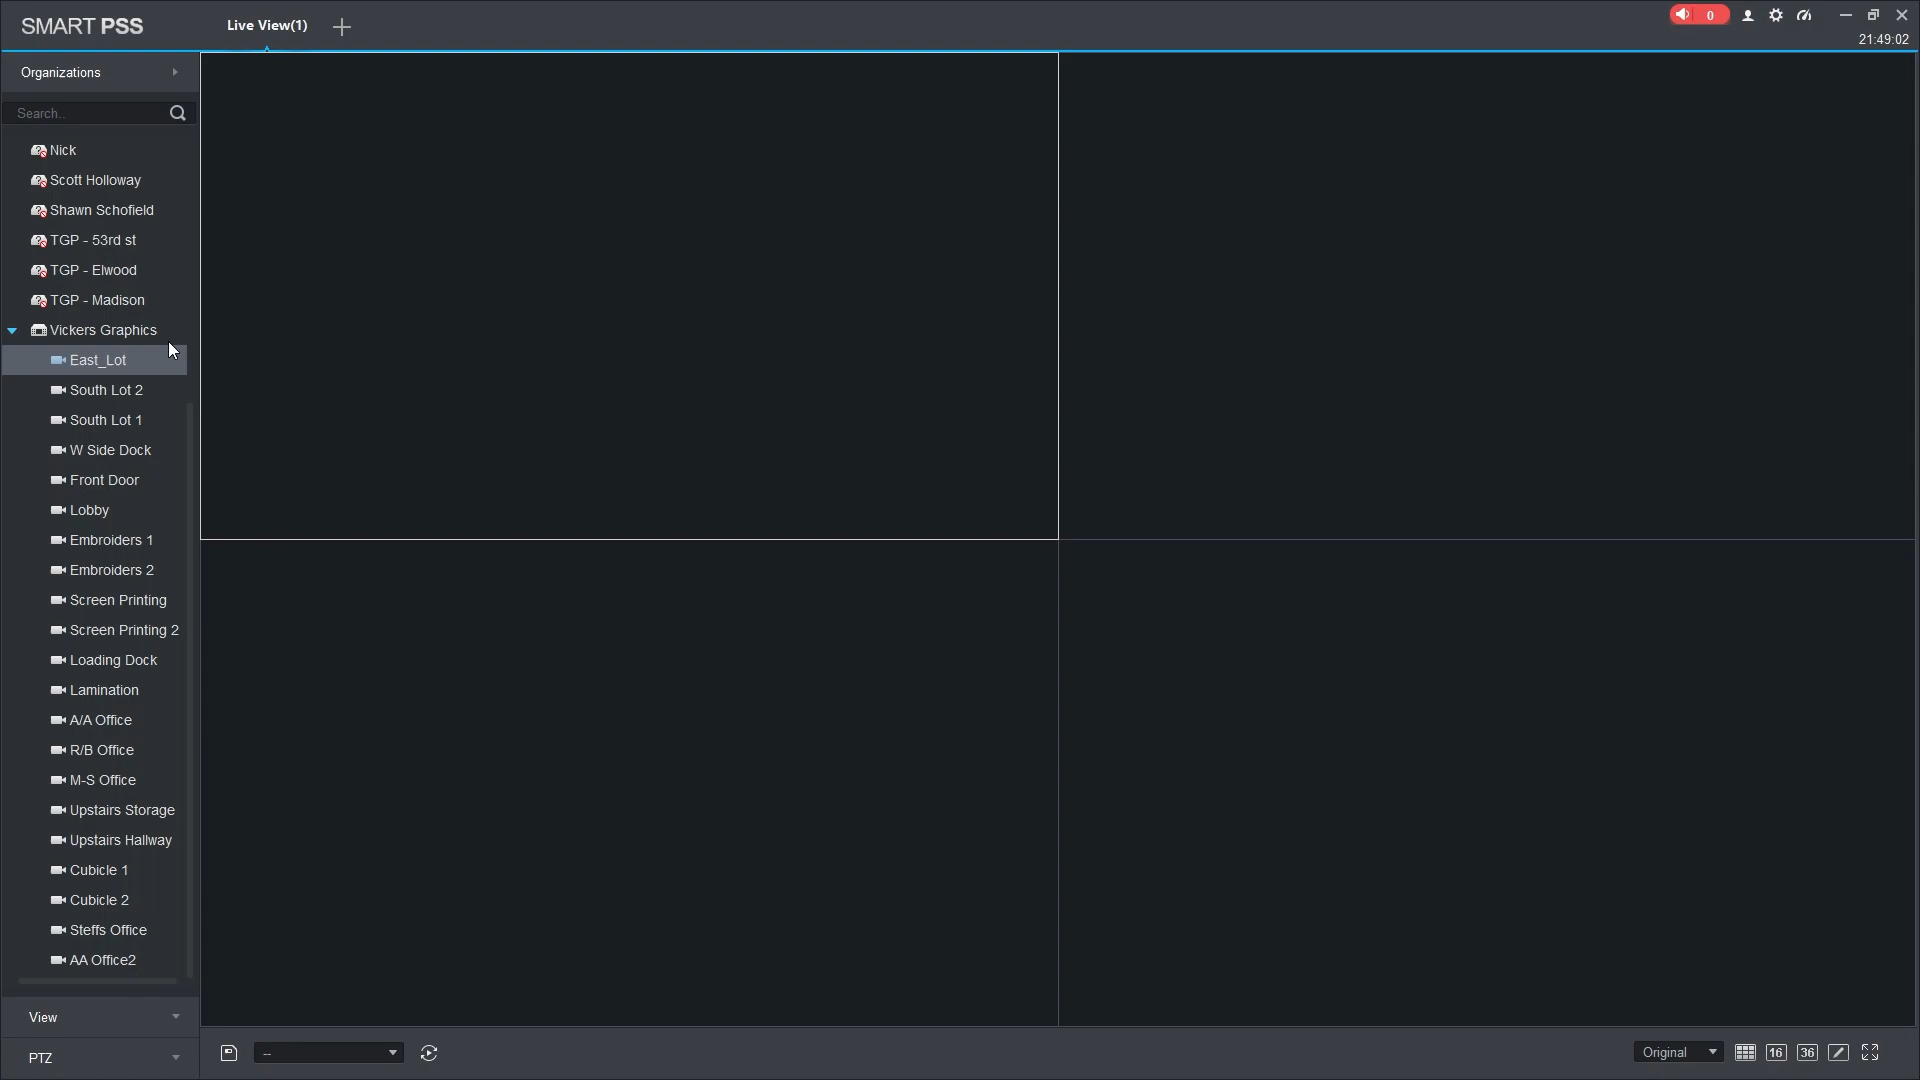 SMART PSS
Live View(1)
0
21:49:02
Organizations
Search..
Nick
Scott Holloway
Shawn Schofield
TGP - 53rd st
TGP - Elwood
TGP - Madison
Vickers Graphics
East_Lot
South Lot 2
South Lot 1
W Side Dock
Front Door
Lobby
Embroiders 1
Embroiders 2
Screen Printing
Screen Printing 2
Loading Dock
Lamination
A/A Office
R/B Office
M-S Office
Upstairs Storage
Upstairs Hallway
Cubicle 1
Cubicle 2
Steffs Office
AA Office2
View
PTZ
--
Original
16
36